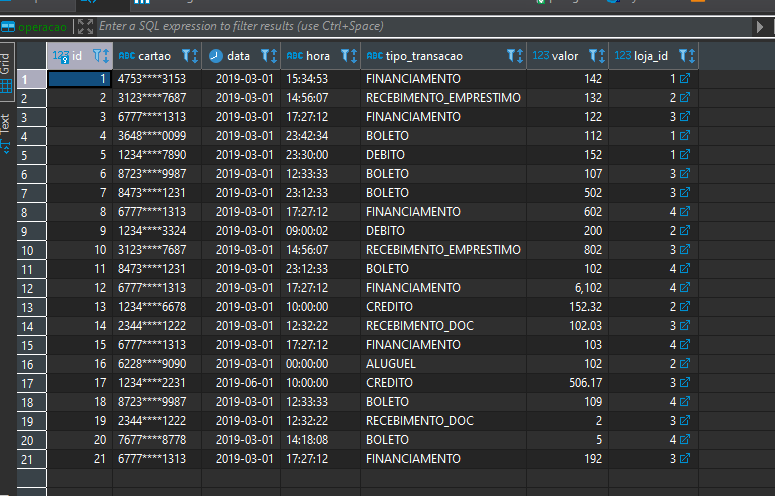 operacao Enter a SQL expression to filter results (use Ctrl+Space)
Grid
Text
123 id ABC cartao data ABC hora ABC tipo_transacao 123 valor 123 loja_id
1 1 4753****3153 2019-03-01 15:34:53 FINANCIAMENTO 142 1
2 2 3123****7687 2019-03-01 14:56:07 RECEBIMENTO_EMPRESTIMO 132 2
3 3 6777****1313 2019-03-01 17:27:12 FINANCIAMENTO 122 3
4 4 3648****0099 2019-03-01 23:42:34 BOLETO 112 1
5 5 1234****7890 2019-03-01 23:30:00 DEBITO 152 1
6 6 8723****9987 2019-03-01 12:33:33 BOLETO 107 3
7 7 8473****1231 2019-03-01 23:12:33 BOLETO 502 3
8 8 6777****1313 2019-03-01 17:27:12 FINANCIAMENTO 602 4
9 9 1234****3324 2019-03-01 09:00:02 DEBITO 200 2
10 10 3123****7687 2019-03-01 14:56:07 RECEBIMENTO_EMPRESTIMO 802 3
11 11 8473****1231 2019-03-01 23:12:33 BOLETO 102 4
12 12 6777****1313 2019-03-01 17:27:12 FINANCIAMENTO 6,102 4
13 13 1234****6678 2019-03-01 10:00:00 CREDITO 152.32 2
14 14 2344****1222 2019-03-01 12:32:22 RECEBIMENTO_DOC 102.03 3
15 15 6777****1313 2019-03-01 17:27:12 FINANCIAMENTO 103 4
16 16 6228****9090 2019-03-01 00:00:00 ALUGUEL 102 2
17 17 1234****2231 2019-06-01 10:00:00 CREDITO 506.17 3
18 18 8723****9987 2019-03-01 12:33:33 BOLETO 109 4
19 19 2344****1222 2019-03-01 12:32:22 RECEBIMENTO_DOC 2 3
20 20 7677****8778 2019-03-01 14:18:08 BOLETO 5 4
21 21 6777****1313 2019-03-01 17:27:12 FINANCIAMENTO 192 3